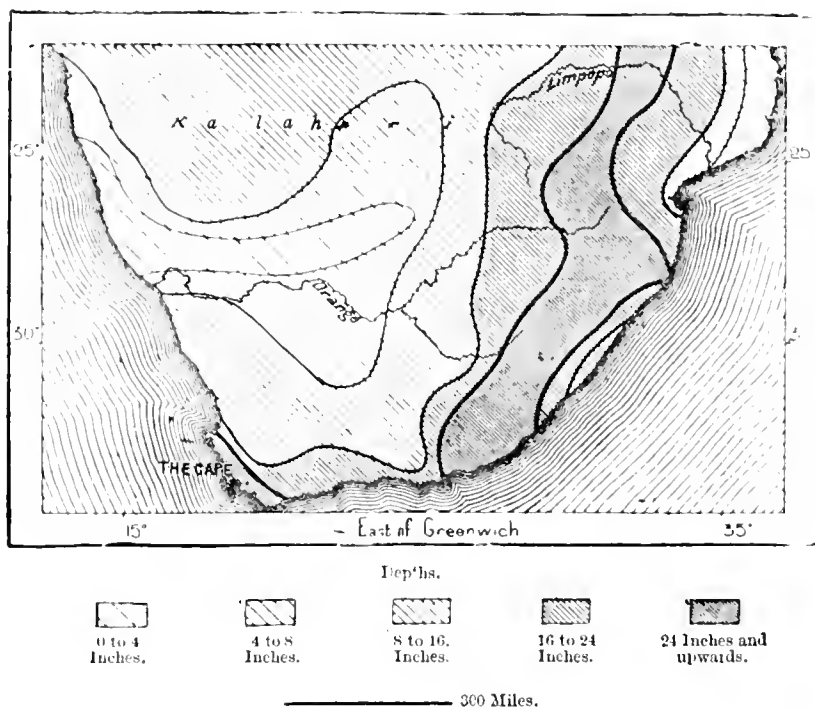 Limpopo
K a l a h a r i
25° 25
Orange
30°
THE CAPE
15° East of Greenwich 35°
Depths.
0 to 4 4 to 8 8 to 16. 16 to 24 24 Inches and
Inches. Inches. Inches. Inches. upwards.
300 Miles.